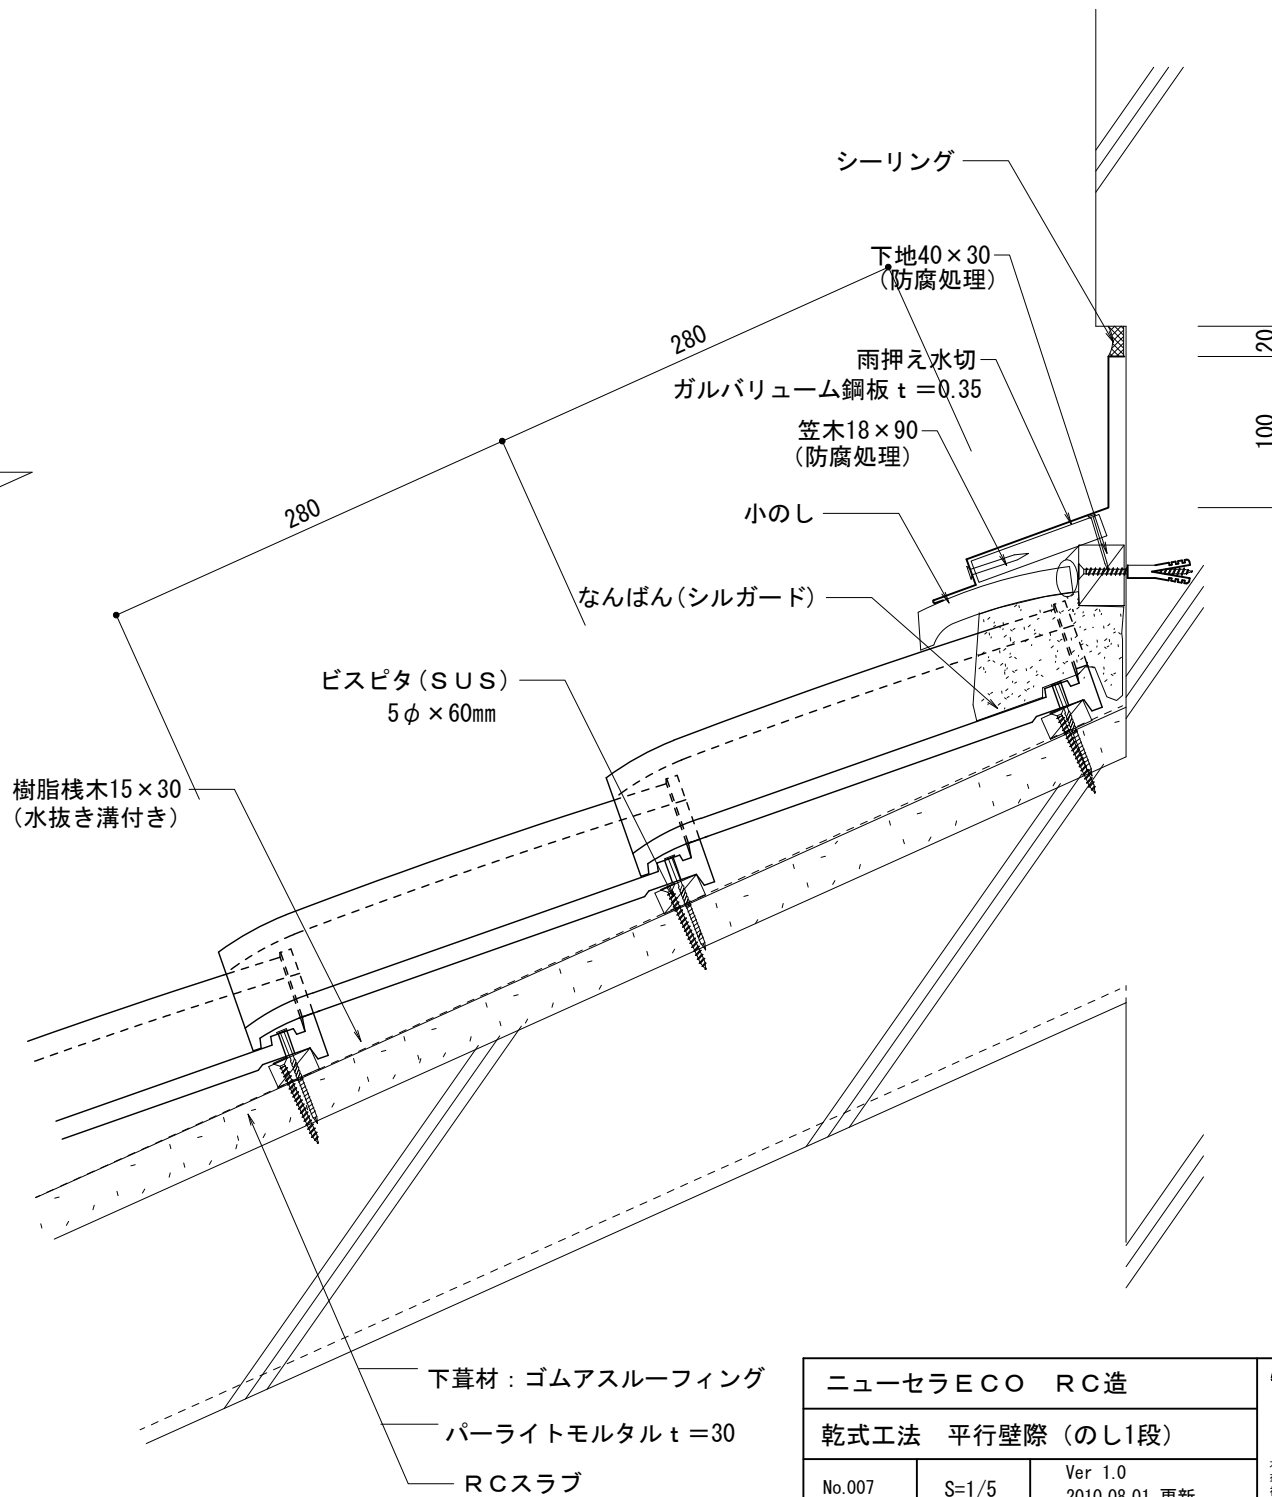 シーリング
下地40×30
（防腐処理）
280
20
雨押え水切
ガルバリューム鋼板ｔ＝0.35
100
笠木18×90
（防腐処理）
280
小のし
なんばん(シルガード)
ビスピタ(ＳＵＳ)
5φ×60mm
樹脂桟木15×30
(水抜き溝付き)
下葺材：ゴムアスルーフィング
パーライトモルタルｔ＝30
ＲＣスラブ
ニューセラＥＣＯ　ＲＣ造
乾式工法　平行壁際（のし1段）
No.007
S=1/5
Ver 1.0
2010.08.01 更新